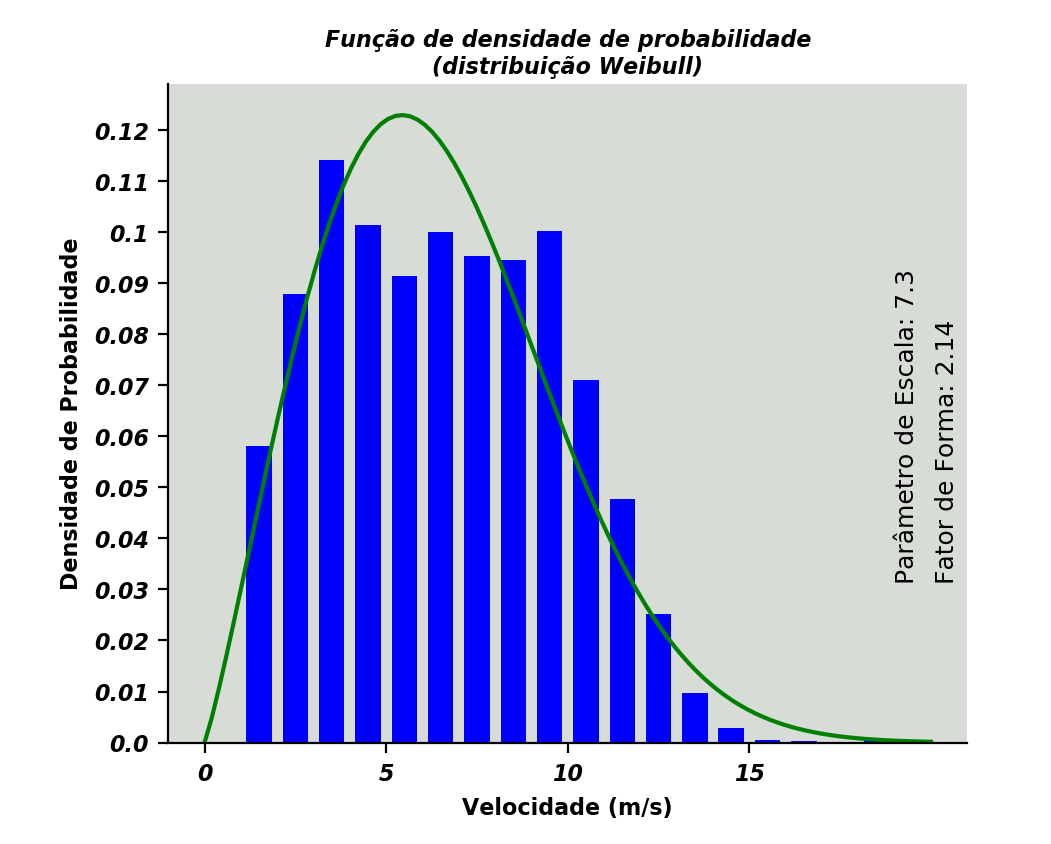 Função de densidade de probabilidade
(distribuição Weibull)
Densidade de Probabilidade
0.12
0.11
0.1
0.09
0.08
0.07
0.06
0.05
0.04
0.03
0.02
0.01
0.0
Parâmetro de Escala: 7.3
Fator de Forma: 2.14
0
5
10
15
Velocidade (m/s)